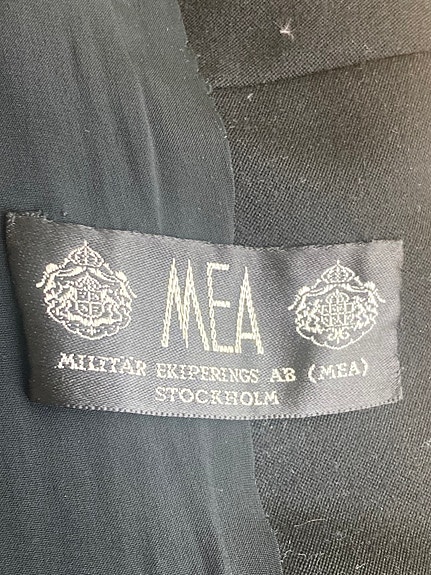 MEA
MILITÄR EKIPERINGS AB (MEA)
STOCKHOLM